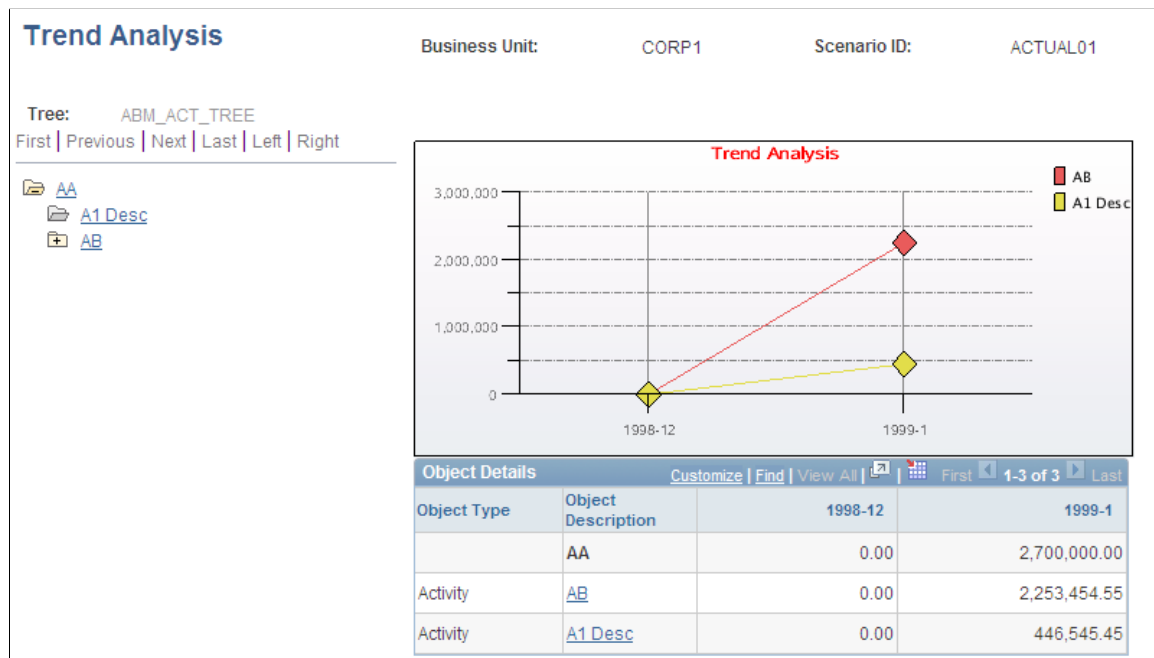 Trend Analysis
Business Unit: CORP1 Scenario ID: ACTUAL01
Tree: ABM_ACT_TREE
First | Previous | Next | Last | Left | Right
AA
A1 Desc
AB
Trend Analysis
AB
A1 Desc
3,000,000
2,000,000
1,000,000
0
1998-12 1999-1
Object Details Customize | Find | View All | | First 1-3 of 3 Last
Object Type Object Description 1998-12 1999-1
AA 0.00 2,700,000.00
Activity AB 0.00 2,253,454.55
Activity A1 Desc 0.00 446,545.45